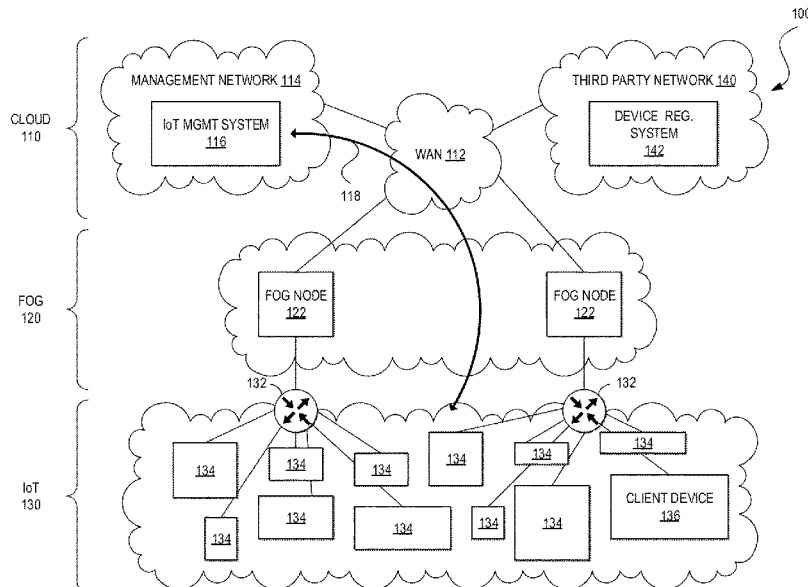 100
MANAGEMENT NETWORK 114
THIRD PARTY NETWORK 140
CLOUD
110
IoT MGMT SYSTEM
116
WAN 112
DEVICE REG.
SYSTEM
142
118
FOG
120
FOG NODE
122
FOG NODE
122
132
132
IoT
130
134
134
134
134
134
134
134
134
134
134
134
CLIENT DEVICE
136